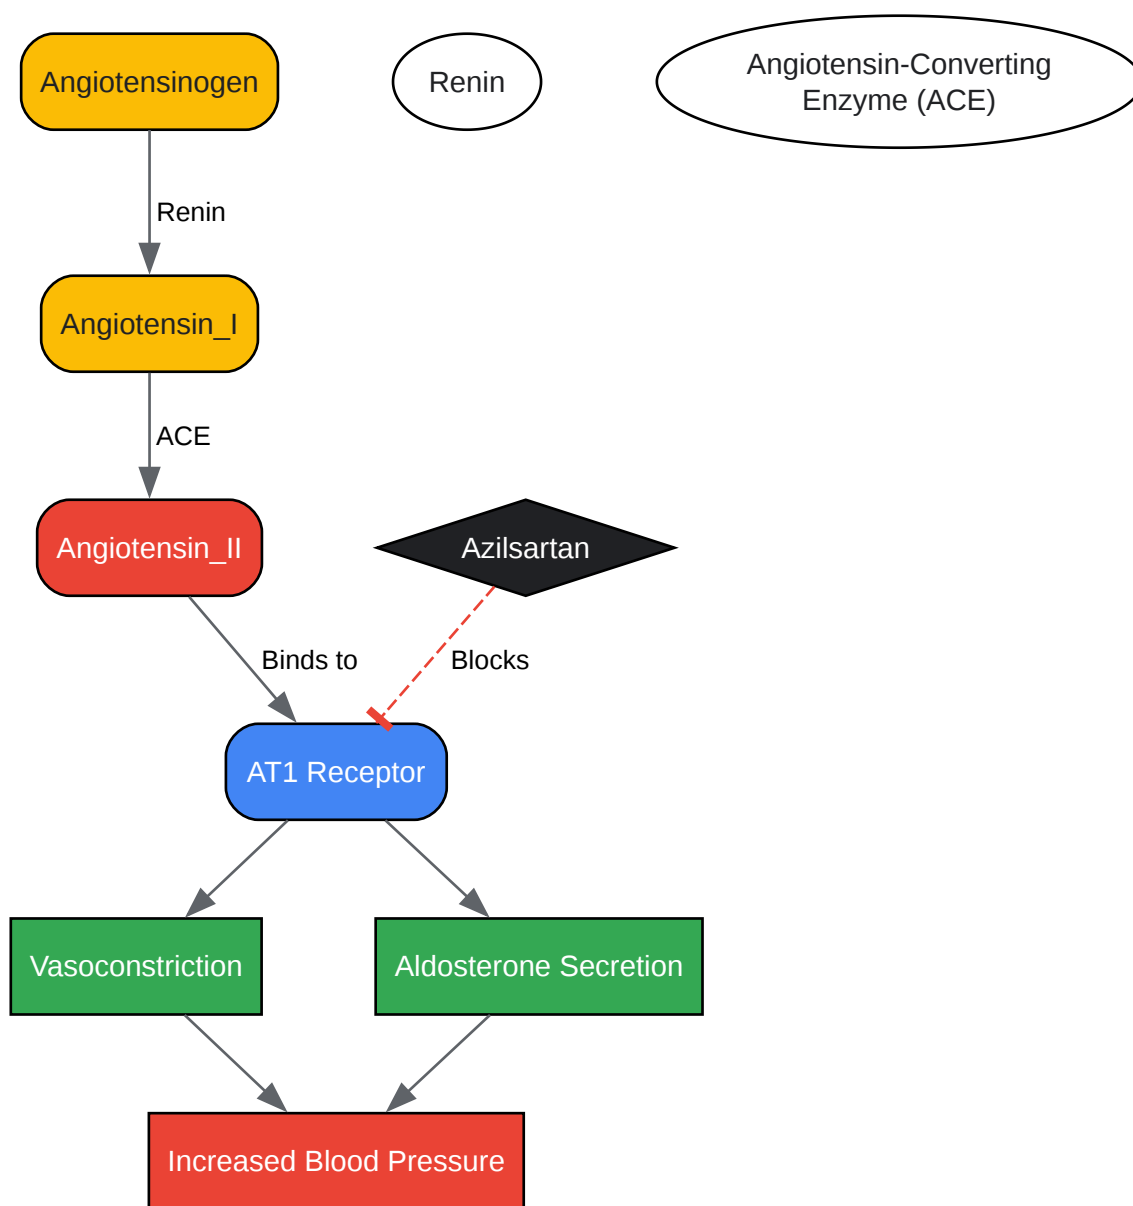 Angiotensinogen
Renin
Angiotensin-Converting
Enzyme (ACE)
Renin
Angiotensin_I
ACE
Angiotensin_II
Azilsartan
Binds to
Blocks
AT1 Receptor
Vasoconstriction
Aldosterone Secretion
Increased Blood Pressure